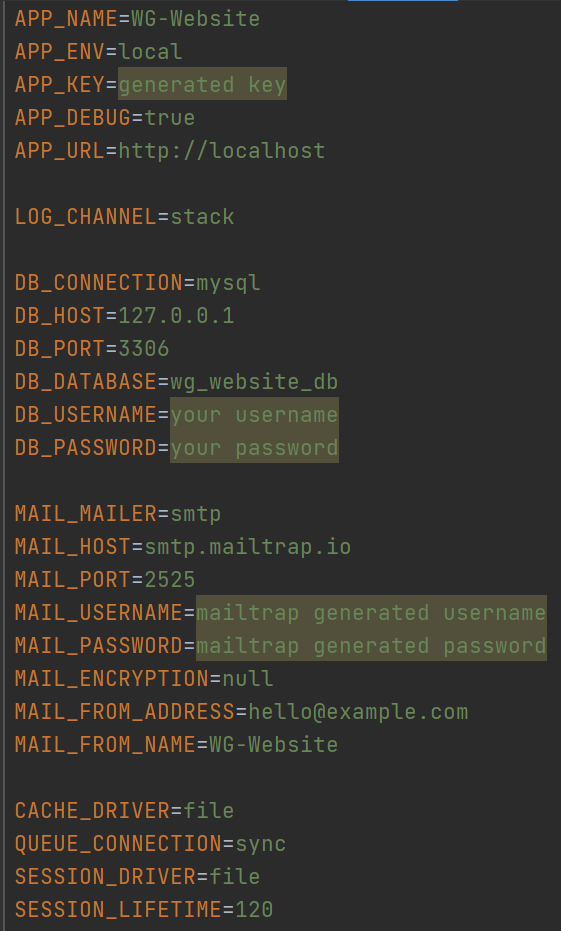 APP_NAME=WG-Website
APP_ENV=local
APP_KEY=generated key
APP_DEBUG=true
APP_URL=http://localhost
LOG_CHANNEL=stack
DB_CONNECTION=mysql
DB_HOST=127.0.0.1
DB_PORT=3306
DB_DATABASE=wg_website_db
DB_USERNAME=your username
DB_PASSWORD=your password
MAIL_MAILER=smtp
MAIL_HOST=smtp.mailtrap.io
MAIL_PORT=2525
MAIL_USERNAME=mailtrap generated username
MAIL_PASSWORD=mailtrap generated password
MAIL_ENCRYPTION=null
MAIL_FROM_ADDRESS=hello@example.com
MAIL_FROM_NAME=WG-Website
CACHE_DRIVER=file
QUEUE_CONNECTION=sync
SESSION_DRIVER=file
SESSION_LIFETIME=120